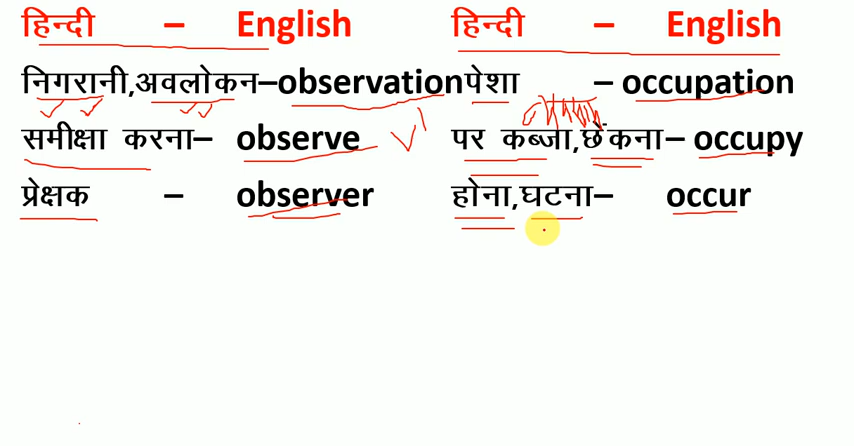 हिन्दी – English हिन्दी – English
निगरानी,अवलोकन–observation पेशा – occupation
समीक्षा करना– observe पर कब्जा,छेंकना– occupy
प्रेक्षक – observer होना,घटना– occur